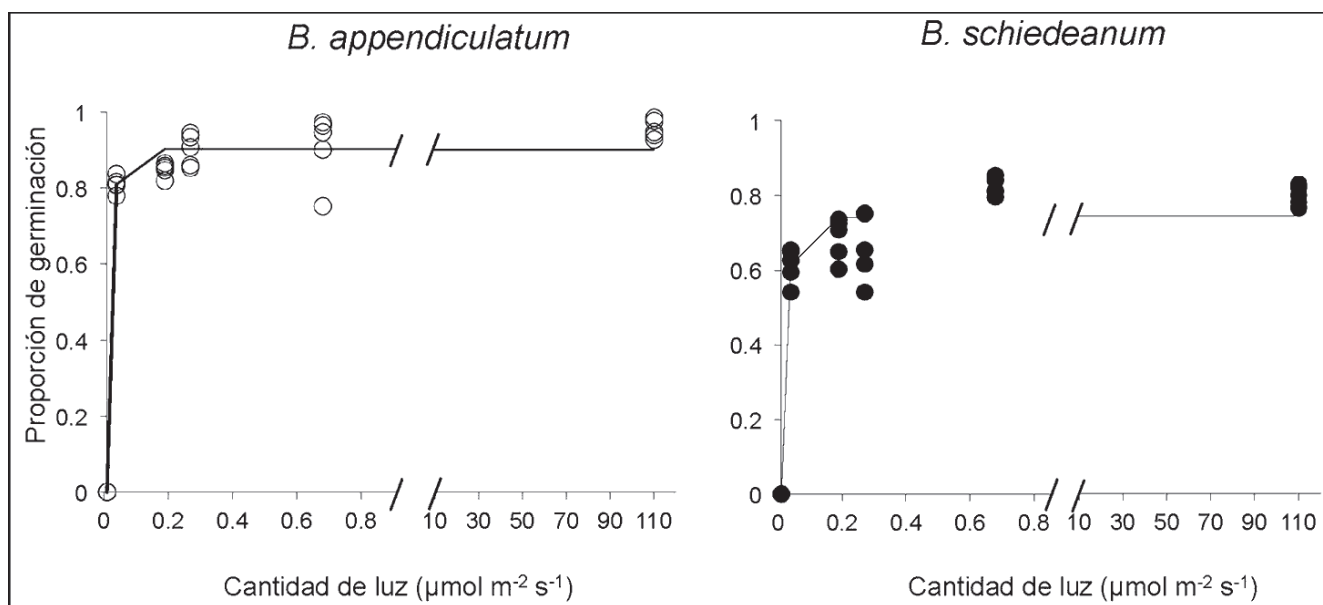 B. appendiculatum
Proporción de germinación
1
0.8
0.6
0.4
0.2
0
0 0.2 0.4 0.6 0.8 10 30 50 70 90 110
Cantidad de luz (µmol m-2 s-1)
B. schiedeanum
1
0.8
0.6
0.4
0.2
0
0 0.2 0.4 0.6 0.8 10 30 50 70 90 110
Cantidad de luz (µmol m-2 s-1)